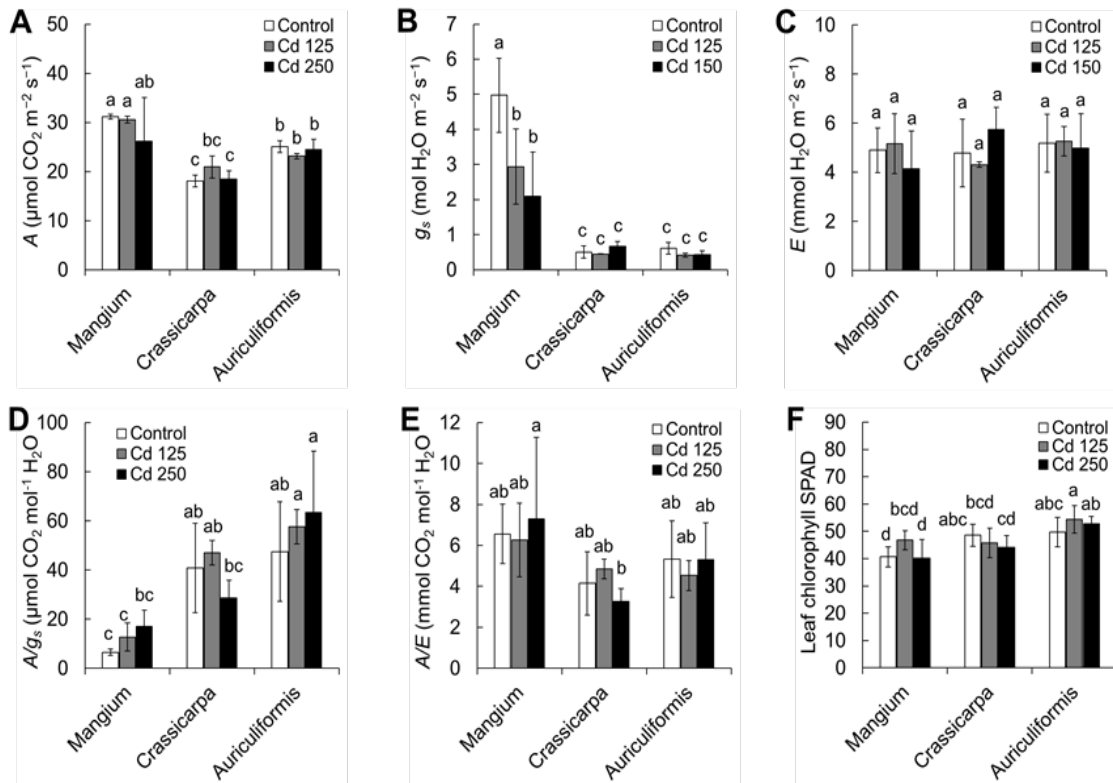 A
A (µmol CO₂ m⁻² s⁻¹)
50
40
30
20
10
0
Control
Cd 125
Cd 250
a a ab
c bc c
b b b
Mangium
Crassicarpa
Auriculiformis
B
gₛ (mol H₂O m⁻² s⁻¹)
7
6
5
4
3
2
1
0
Control
Cd 125
Cd 150
a b b
c c c
c c c
Mangium
Crassicarpa
Auriculiformis
C
E (mmol H₂O m⁻² s⁻¹)
10
8
6
4
2
0
Control
Cd 125
Cd 150
a a a
a a a
a a a
Mangium
Crassicarpa
Auriculiformis
D
A/gₛ (µmol CO₂ mol⁻¹ H₂O)
100
80
60
40
20
0
Control
Cd 125
Cd 250
c c bc
ab ab bc
ab a a
Mangium
Crassicarpa
Auriculiformis
E
A/E (mmol CO₂ mol⁻¹ H₂O)
12
10
8
6
4
2
0
Control
Cd 125
Cd 250
ab ab a
ab ab b
ab ab ab
Mangium
Crassicarpa
Auriculiformis
F
Leaf chlorophyll SPAD
90
80
70
60
50
40
30
20
10
0
Control
Cd 125
Cd 250
d bcd d
abc bcd cd
abc a ab
Mangium
Crassicarpa
Auriculiformis